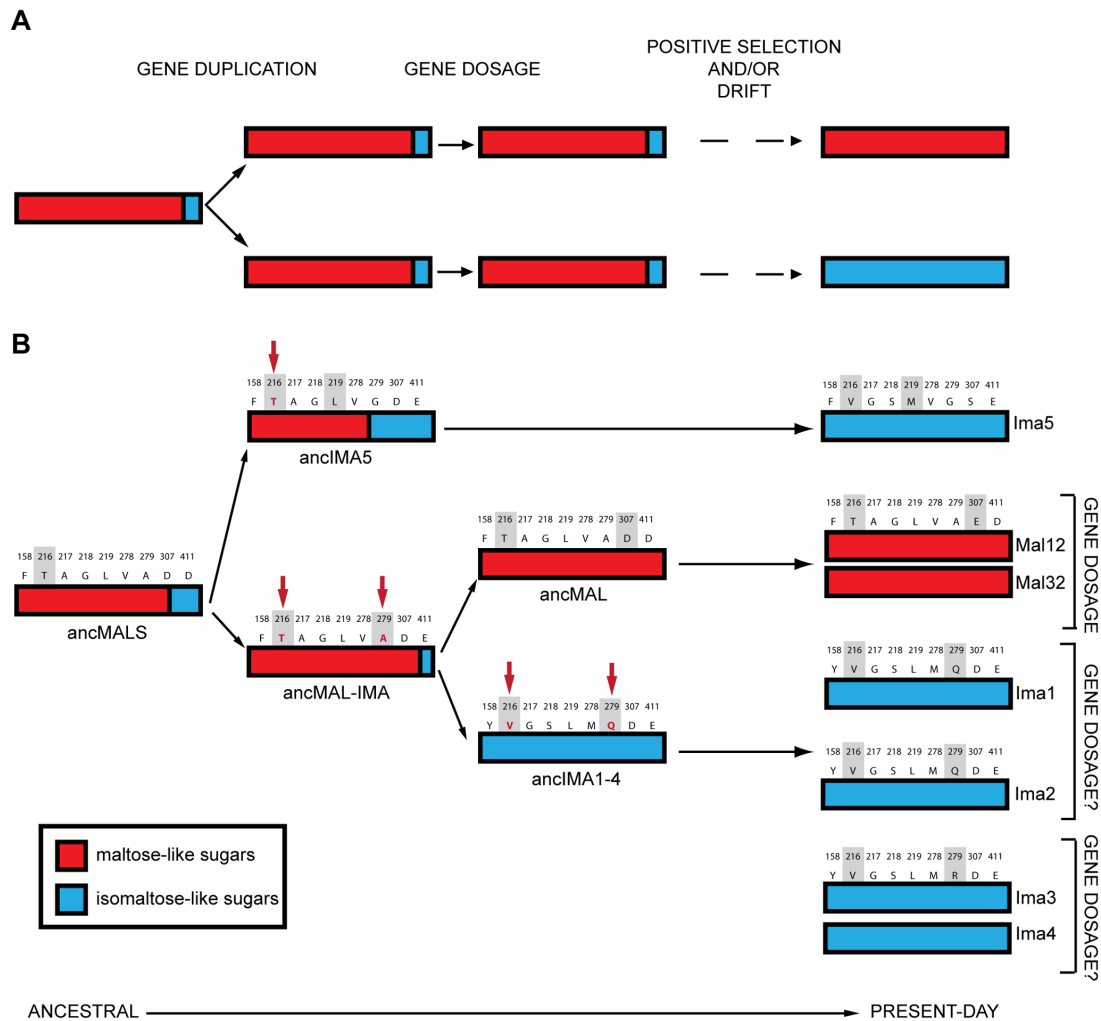 A
GENE DUPLICATION
GENE DOSAGE
POSITIVE SELECTION
AND/OR
DRIFT
B
158 216 217 218 219 278 279 307 411
F T A G L V G D E
ancIMA5
158 216 217 218 219 278 279 307 411
F V G S M V G S E
Ima5
158 216 217 218 219 278 279 307 411
F T A G L V A D D
ancMALS
158 216 217 218 219 278 279 307 411
F T A G L V A D E
ancMAL-IMA
158 216 217 218 219 278 279 307 411
F T A G L V A D D
ancMAL
158 216 217 218 219 278 279 307 411
F T A G L V A E D
Mal12
Mal32
GENE DOSAGE
158 216 217 218 219 278 279 307 411
Y V G S L M Q D E
ancIMA1-4
158 216 217 218 219 278 279 307 411
Y V G S L M Q D E
Ima1
158 216 217 218 219 278 279 307 411
Y V G S L M Q D E
Ima2
GENE DOSAGE?
158 216 217 218 219 278 279 307 411
Y V G S L M R D E
Ima3
Ima4
GENE DOSAGE?
maltose-like sugars
isomaltose-like sugars
ANCESTRAL
PRESENT-DAY